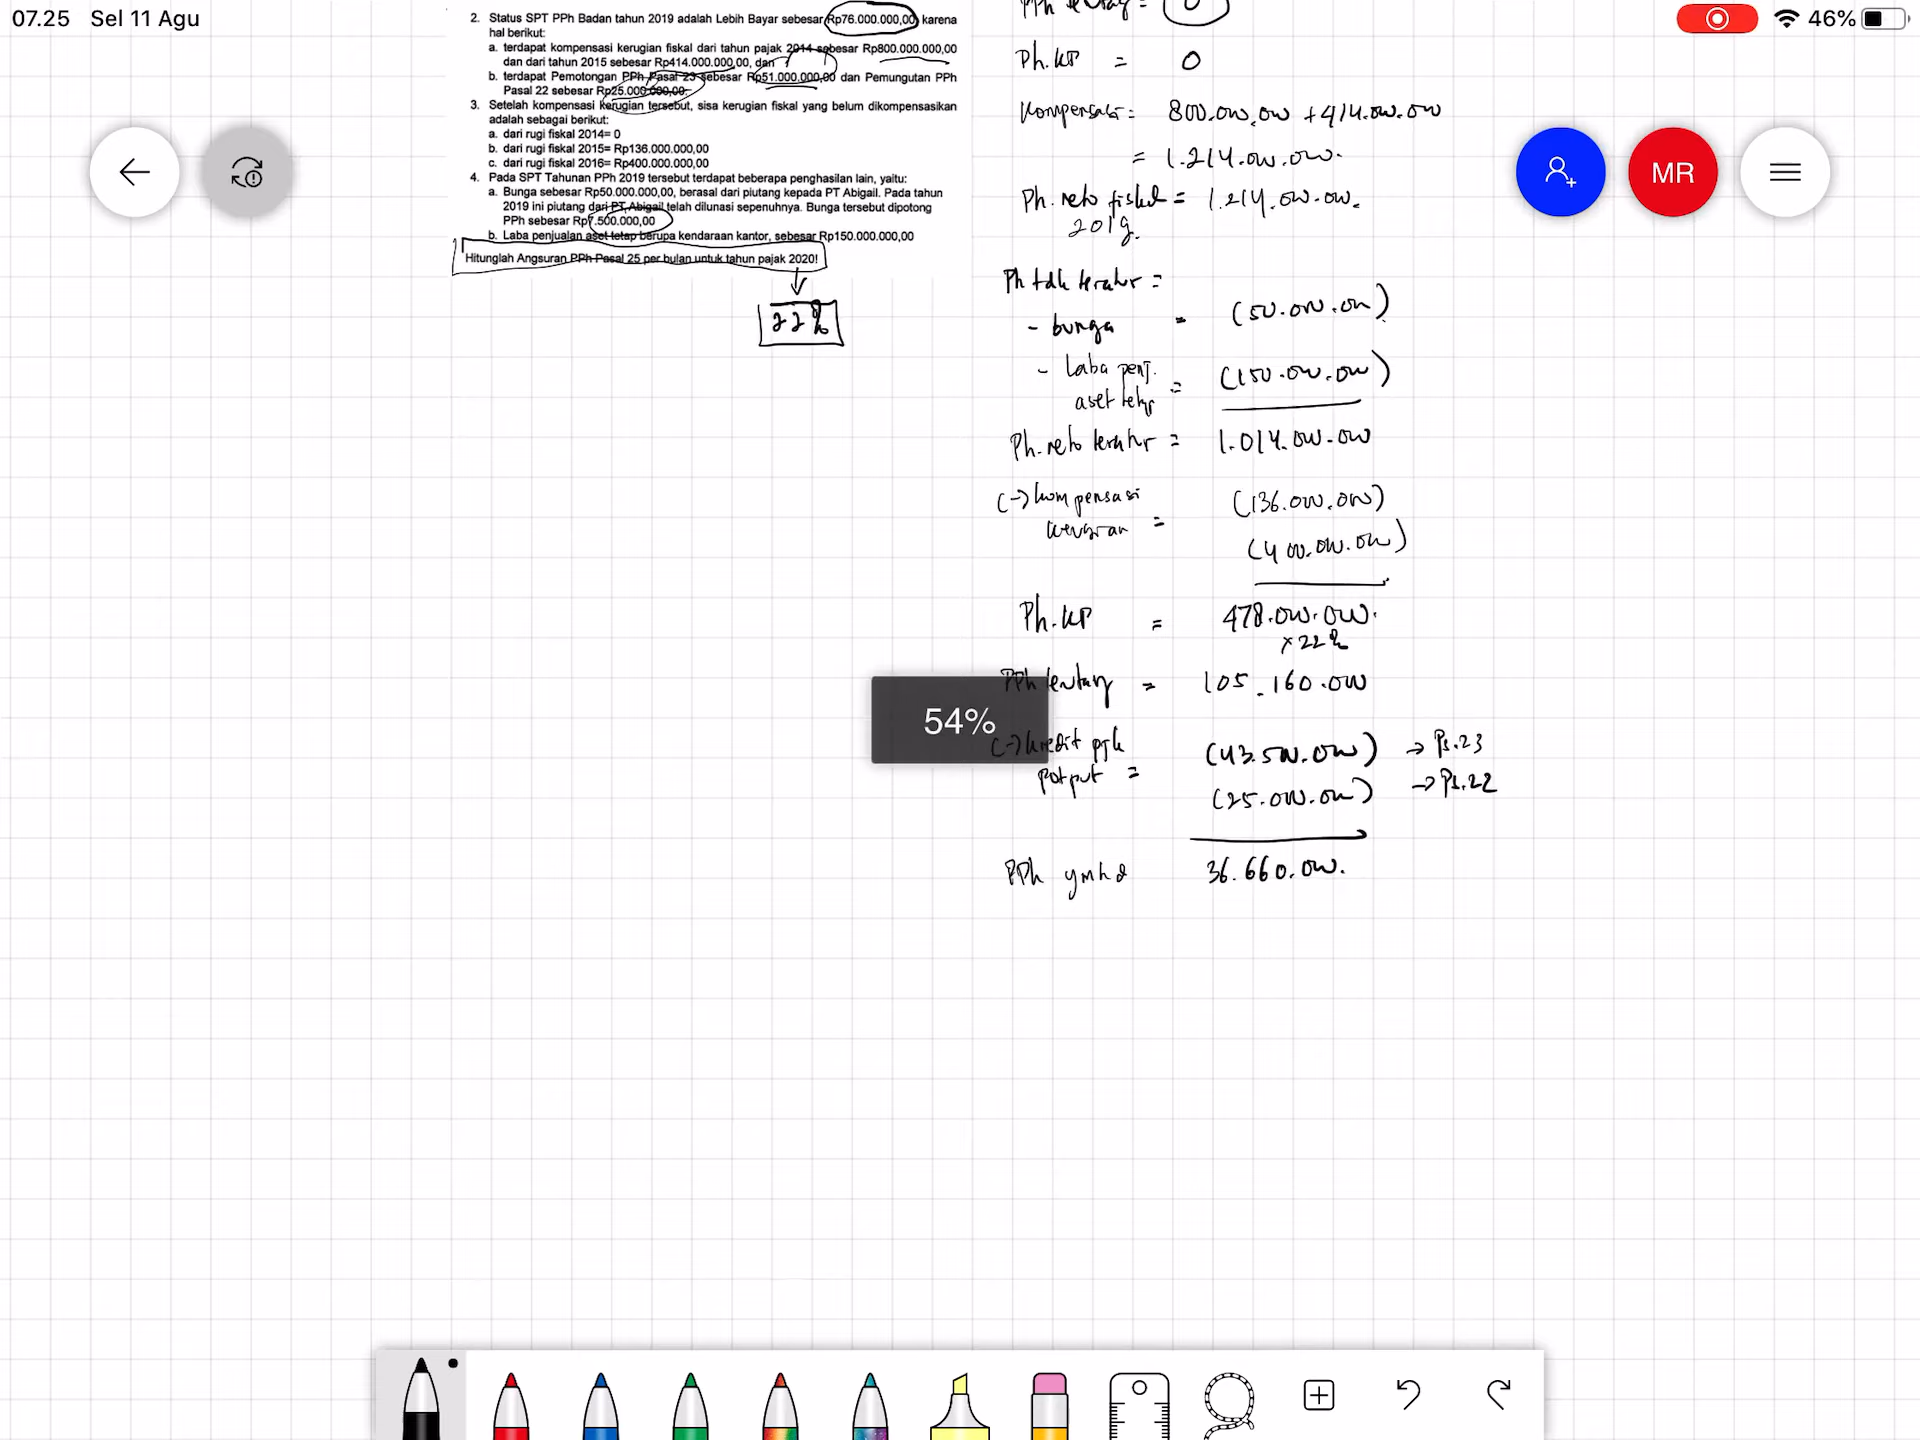 07.25 Sel 11 Agu
46%
2. Status SPT PPh Badan tahun 2019 adalah Lebih Bayar sebesar Rp76.000.000,00 karena
hal berikut:
a. terdapat kompensasi kerugian fiskal dari tahun pajak 2014 sebesar Rp800.000.000,00
dan dari tahun 2015 sebesar Rp414.000.000,00, dan
b. terdapat Pemotongan PPh Pasal 23 sebesar Rp51.000.000,00 dan Pemungutan PPh
Pasal 22 sebesar Rp25.000.000,00.
3. Setelah kompensasi kerugian tersebut, sisa kerugian fiskal yang belum dikompensasikan
adalah sebagai berikut:
a. dari rugi fiskal 2014= 0
b. dari rugi fiskal 2015= Rp136.000.000,00
c. dari rugi fiskal 2016= Rp400.000.000,00
4. Pada SPT Tahunan PPh 2019 tersebut terdapat beberapa penghasilan lain, yaitu:
a. Bunga sebesar Rp50.000.000,00, berasal dari piutang kepada PT Abigail. Pada tahun
2019 ini piutang dari PT Abigail telah dilunasi sepenuhnya. Bunga tersebut dipotong
PPh sebesar Rp7.500.000,00
b. Laba penjualan aset tetap berupa kendaraan kantor, sebesar Rp150.000.000,00
Hitunglah Angsuran PPh Pasal 25 per bulan untuk tahun pajak 2020!
22%
PPh terutang = 0
Ph.KP = 0
Kompensasi = 800.000.000 + 414.000.000
= 1.214.000.000.
Ph. neto fiskal = 1.214.000.000.
2019.
Ph tdk teratur =
- bunga = (50.000.000)
- Laba penj.
aset tetap = (150.000.000)
Ph. neto teratur = 1.014.000.000
(-) kompensasi (136.000.000)
kerugian =
(400.000.000)
Ph.KP = 478.000.000.
x 22%
PPh terutang = 105.160.000
(-) kredit pjk (43.500.000) → Ps.23
potput = (25.000.000) → Ps.22
PPh ymhd 36.660.000.
MR
54%